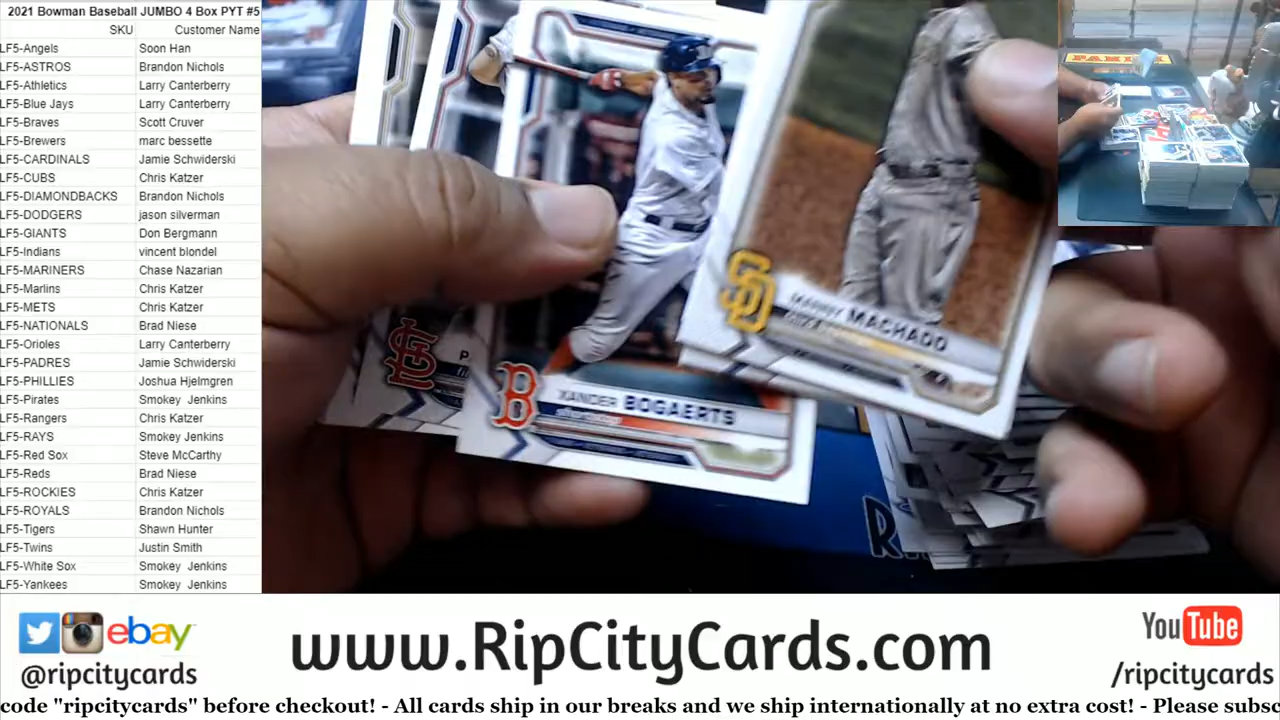 2021 Bowman Baseball JUMBO 4 Box PYT #5
SKU Customer Name
LF5-Angels Soon Han
LF5-ASTROS Brandon Nichols
LF5-Athletics Larry Canterberry
LF5-Blue Jays Larry Canterberry
LF5-Braves Scott Cruver
LF5-Brewers marc bessette
LF5-CARDINALS Jamie Schwiderski
LF5-CUBS Chris Katzer
LF5-DIAMONDBACKS Brandon Nichols
LF5-DODGERS jason silverman
LF5-GIANTS Don Bergmann
LF5-Indians vincent blondel
LF5-MARINERS Chase Nazarian
LF5-Marlins Chris Katzer
LF5-METS Chris Katzer
LF5-NATIONALS Brad Niese
LF5-Orioles Larry Canterberry
LF5-PADRES Jamie Schwiderski
LF5-PHILLIES Joshua Hjelmgren
LF5-Pirates Smokey Jenkins
LF5-Rangers Chris Katzer
LF5-RAYS Smokey Jenkins
LF5-Red Sox Steve McCarthy
LF5-Reds Brad Niese
LF5-ROCKIES Chris Katzer
LF5-ROYALS Brandon Nichols
LF5-Tigers Shawn Hunter
LF5-Twins Justin Smith
LF5-White Sox Smokey Jenkins
LF5-Yankees Smokey Jenkins
PANINI
SD
MANNY MACHADO
B
XANDER BOGAERTS
STL
P
R
ebay
@ripcitycards
www.RipCityCards.com
YouTube
/ripcitycards
code "ripcitycards" before checkout! - All cards ship in our breaks and we ship internationally at no extra cost! - Please subsc